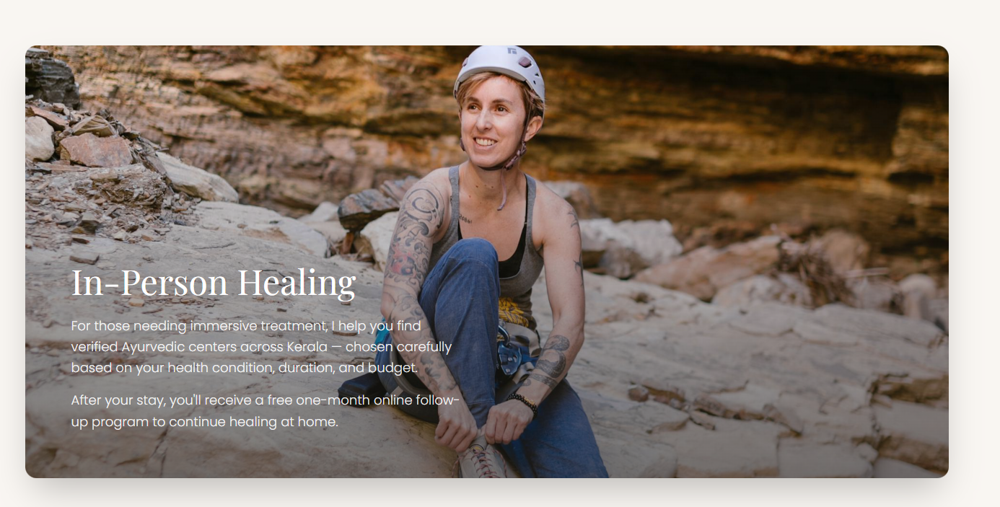 In-Person Healing
For those needing immersive treatment, I help you find
verified Ayurvedic centers across Kerala — chosen carefully
based on your health condition, duration, and budget.
After your stay, you'll receive a free one-month online follow-
up program to continue healing at home.